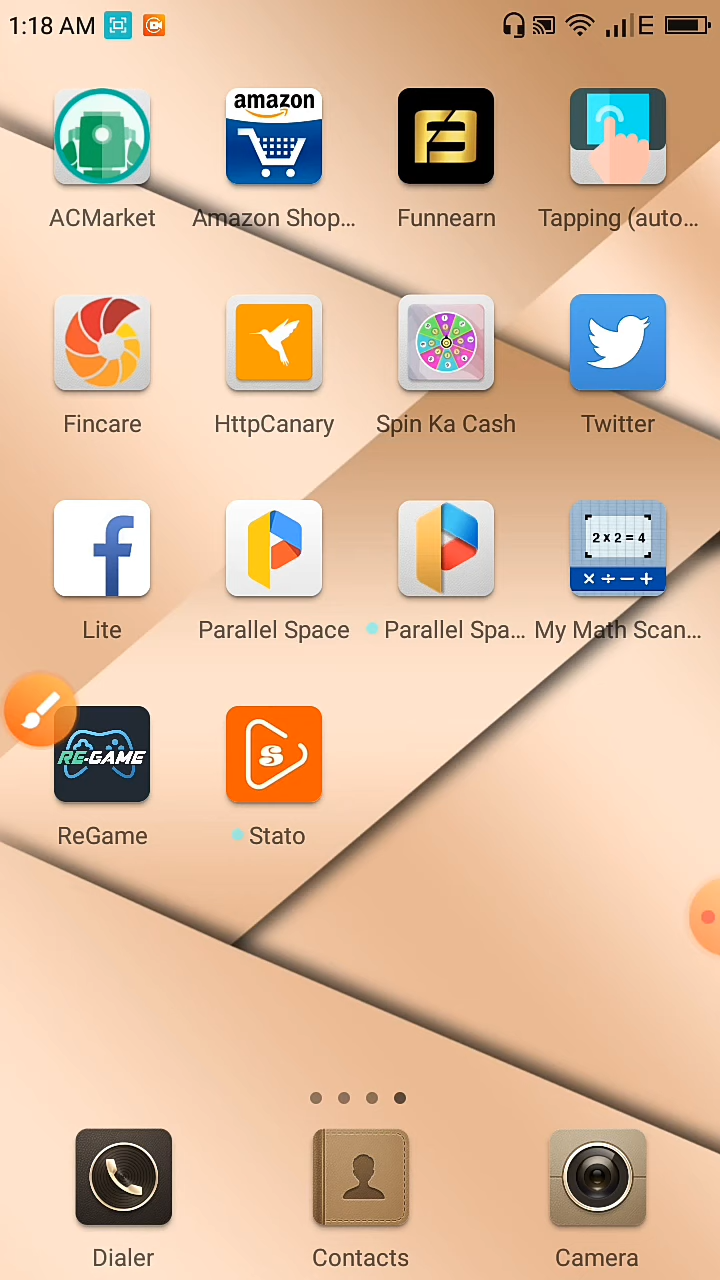 1:18 AM
E
amazon
ACMarket
Amazon Shop...
Funnearn
Tapping (auto...
Fincare
HttpCanary
Spin Ka Cash
Twitter
2 x 2 = 4
× ÷ − +
Lite
Parallel Space
Parallel Spa...
My Math Scan...
RE-GAME
S
ReGame
Stato
Dialer
Contacts
Camera